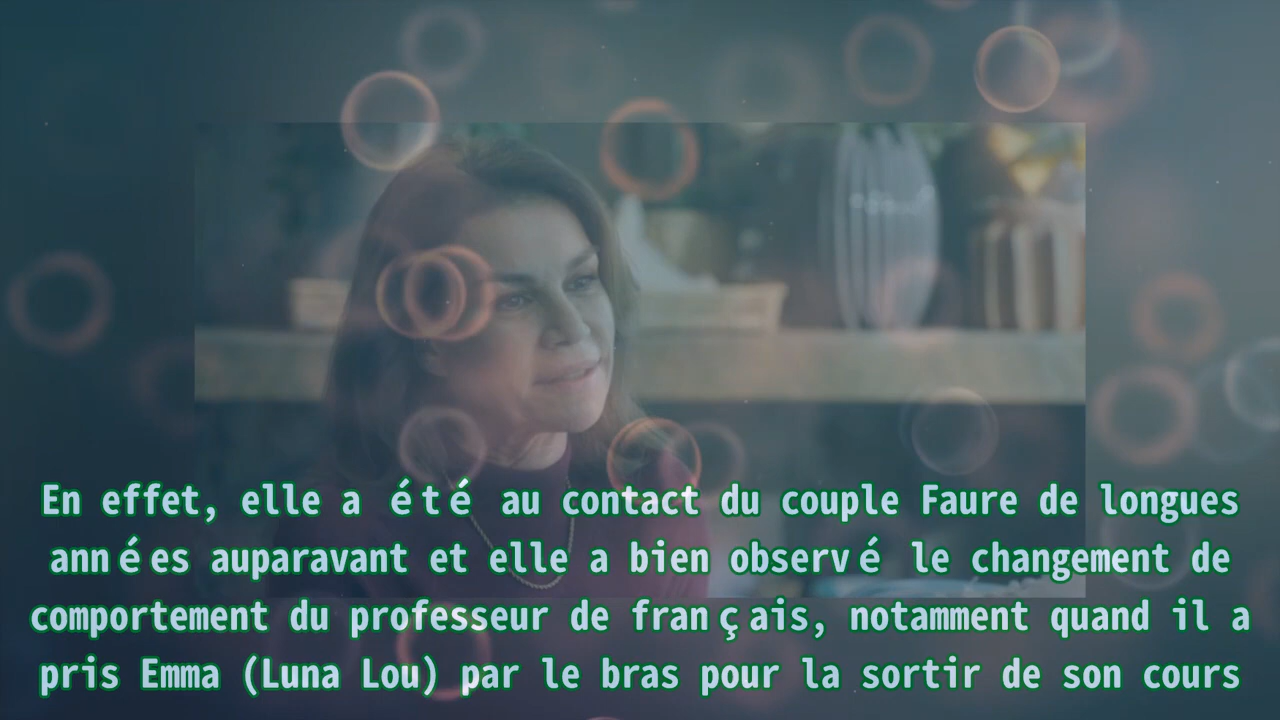 En effet, elle a été au contact du couple Faure de longues
années auparavant et elle a bien observé le changement de
comportement du professeur de français, notamment quand il a
pris Emma (Luna Lou) par le bras pour la sortir de son cours